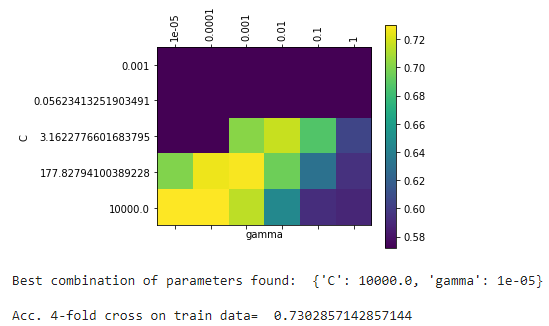 1e-05 0.0001 0.001 0.01 0.1 1
0.001
0.05623413251903491
3.1622776601683795
177.82794100389228
10000.0
C
gamma
0.72
0.70
0.68
0.66
0.64
0.62
0.60
0.58
Best combination of parameters found:  {'C': 10000.0, 'gamma': 1e-05}
Acc. 4-fold cross on train data=  0.7302857142857144